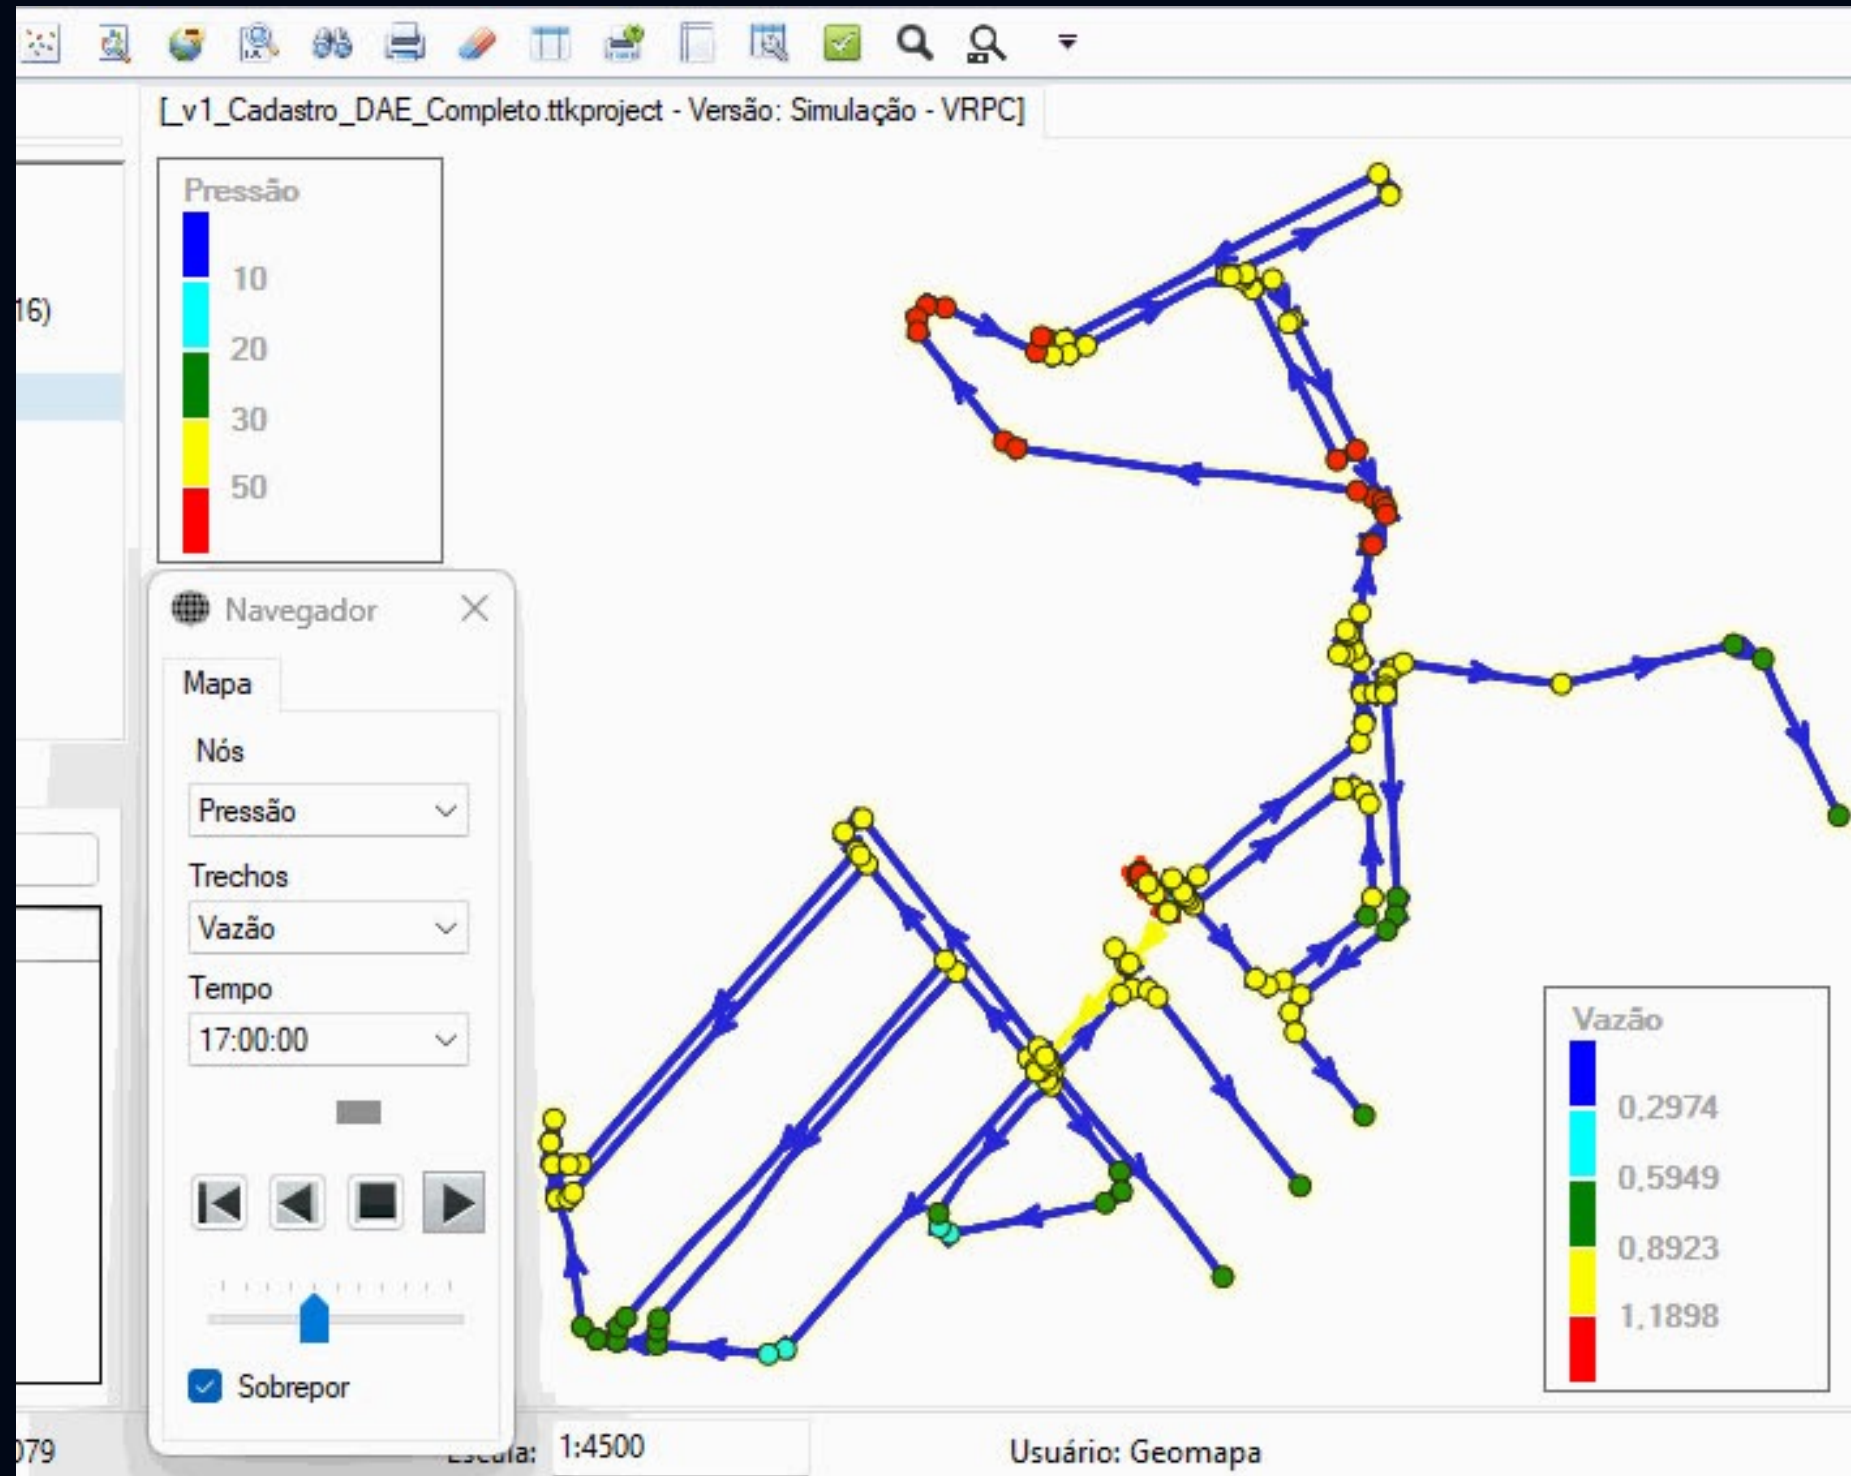 [_v1_Cadastro_DAE_Completo.ttkproject - Versão: Simulação - VRPC]
16)
Pressão
10
20
30
50
Navegador
Mapa
Nós
Pressão
Trechos
Vazão
Tempo
17:00:00
Sobrepor
Vazão
0,2974
0,5949
0,8923
1,1898
079
Escala: 1:4500
Usuário: Geomapa